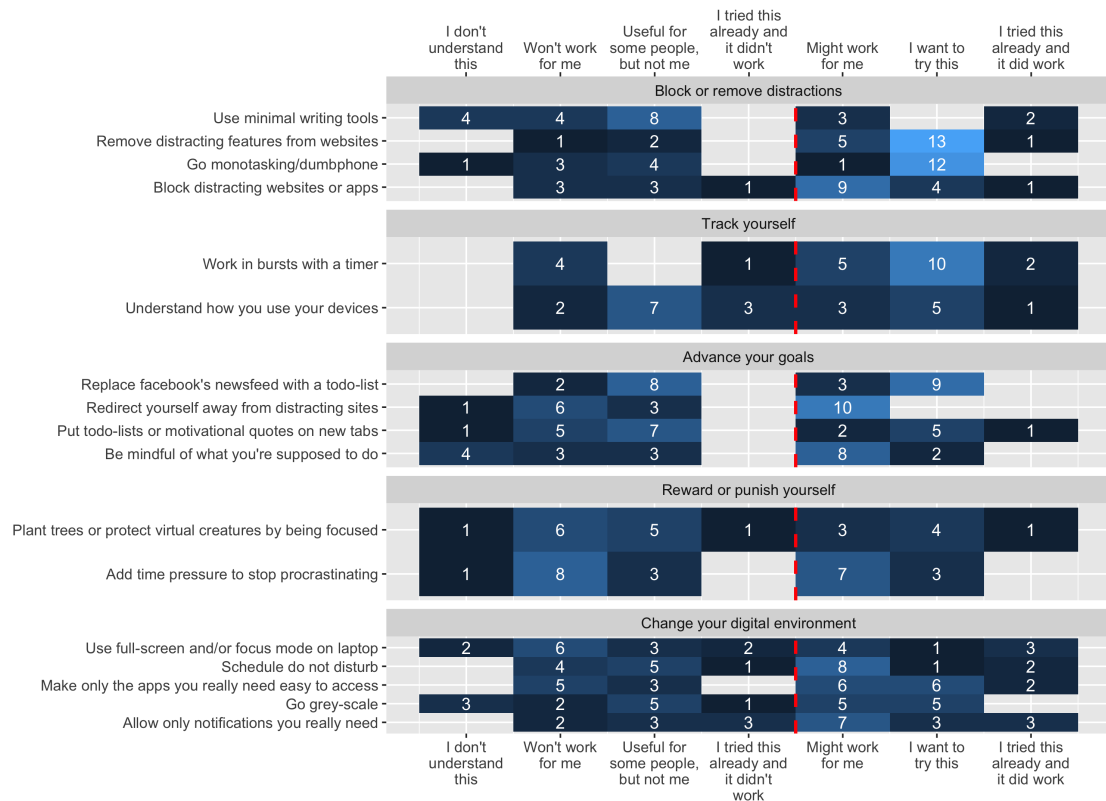 I don't
understand
this
Won't work
for me
Useful for
some people,
but not me
I tried this
already and
it didn't
work
Might work
for me
I want to
try this
I tried this
already and
it did work
Block or remove distractions
Use minimal writing tools 4 4 8 3 2
Remove distracting features from websites 1 2 5 13 1
Go monotasking/dumbphone 1 3 4 1 12
Block distracting websites or apps 3 3 1 9 4 1
Track yourself
Work in bursts with a timer 4 1 5 10 2
Understand how you use your devices 2 7 3 3 5 1
Advance your goals
Replace facebook's newsfeed with a todo-list 2 8 3 9
Redirect yourself away from distracting sites 1 6 3 10
Put todo-lists or motivational quotes on new tabs 1 5 7 2 5 1
Be mindful of what you're supposed to do 4 3 3 8 2
Reward or punish yourself
Plant trees or protect virtual creatures by being focused 1 6 5 1 3 4 1
Add time pressure to stop procrastinating 1 8 3 7 3
Change your digital environment
Use full-screen and/or focus mode on laptop 2 6 3 2 4 1 3
Schedule do not disturb 4 5 1 8 1 2
Make only the apps you really need easy to access 5 3 6 6 2
Go grey-scale 3 2 5 1 5 5
Allow only notifications you really need 2 3 3 7 3 3
I don't
understand
this
Won't work
for me
Useful for
some people,
but not me
I tried this
already and
it didn't
work
Might work
for me
I want to
try this
I tried this
already and
it did work